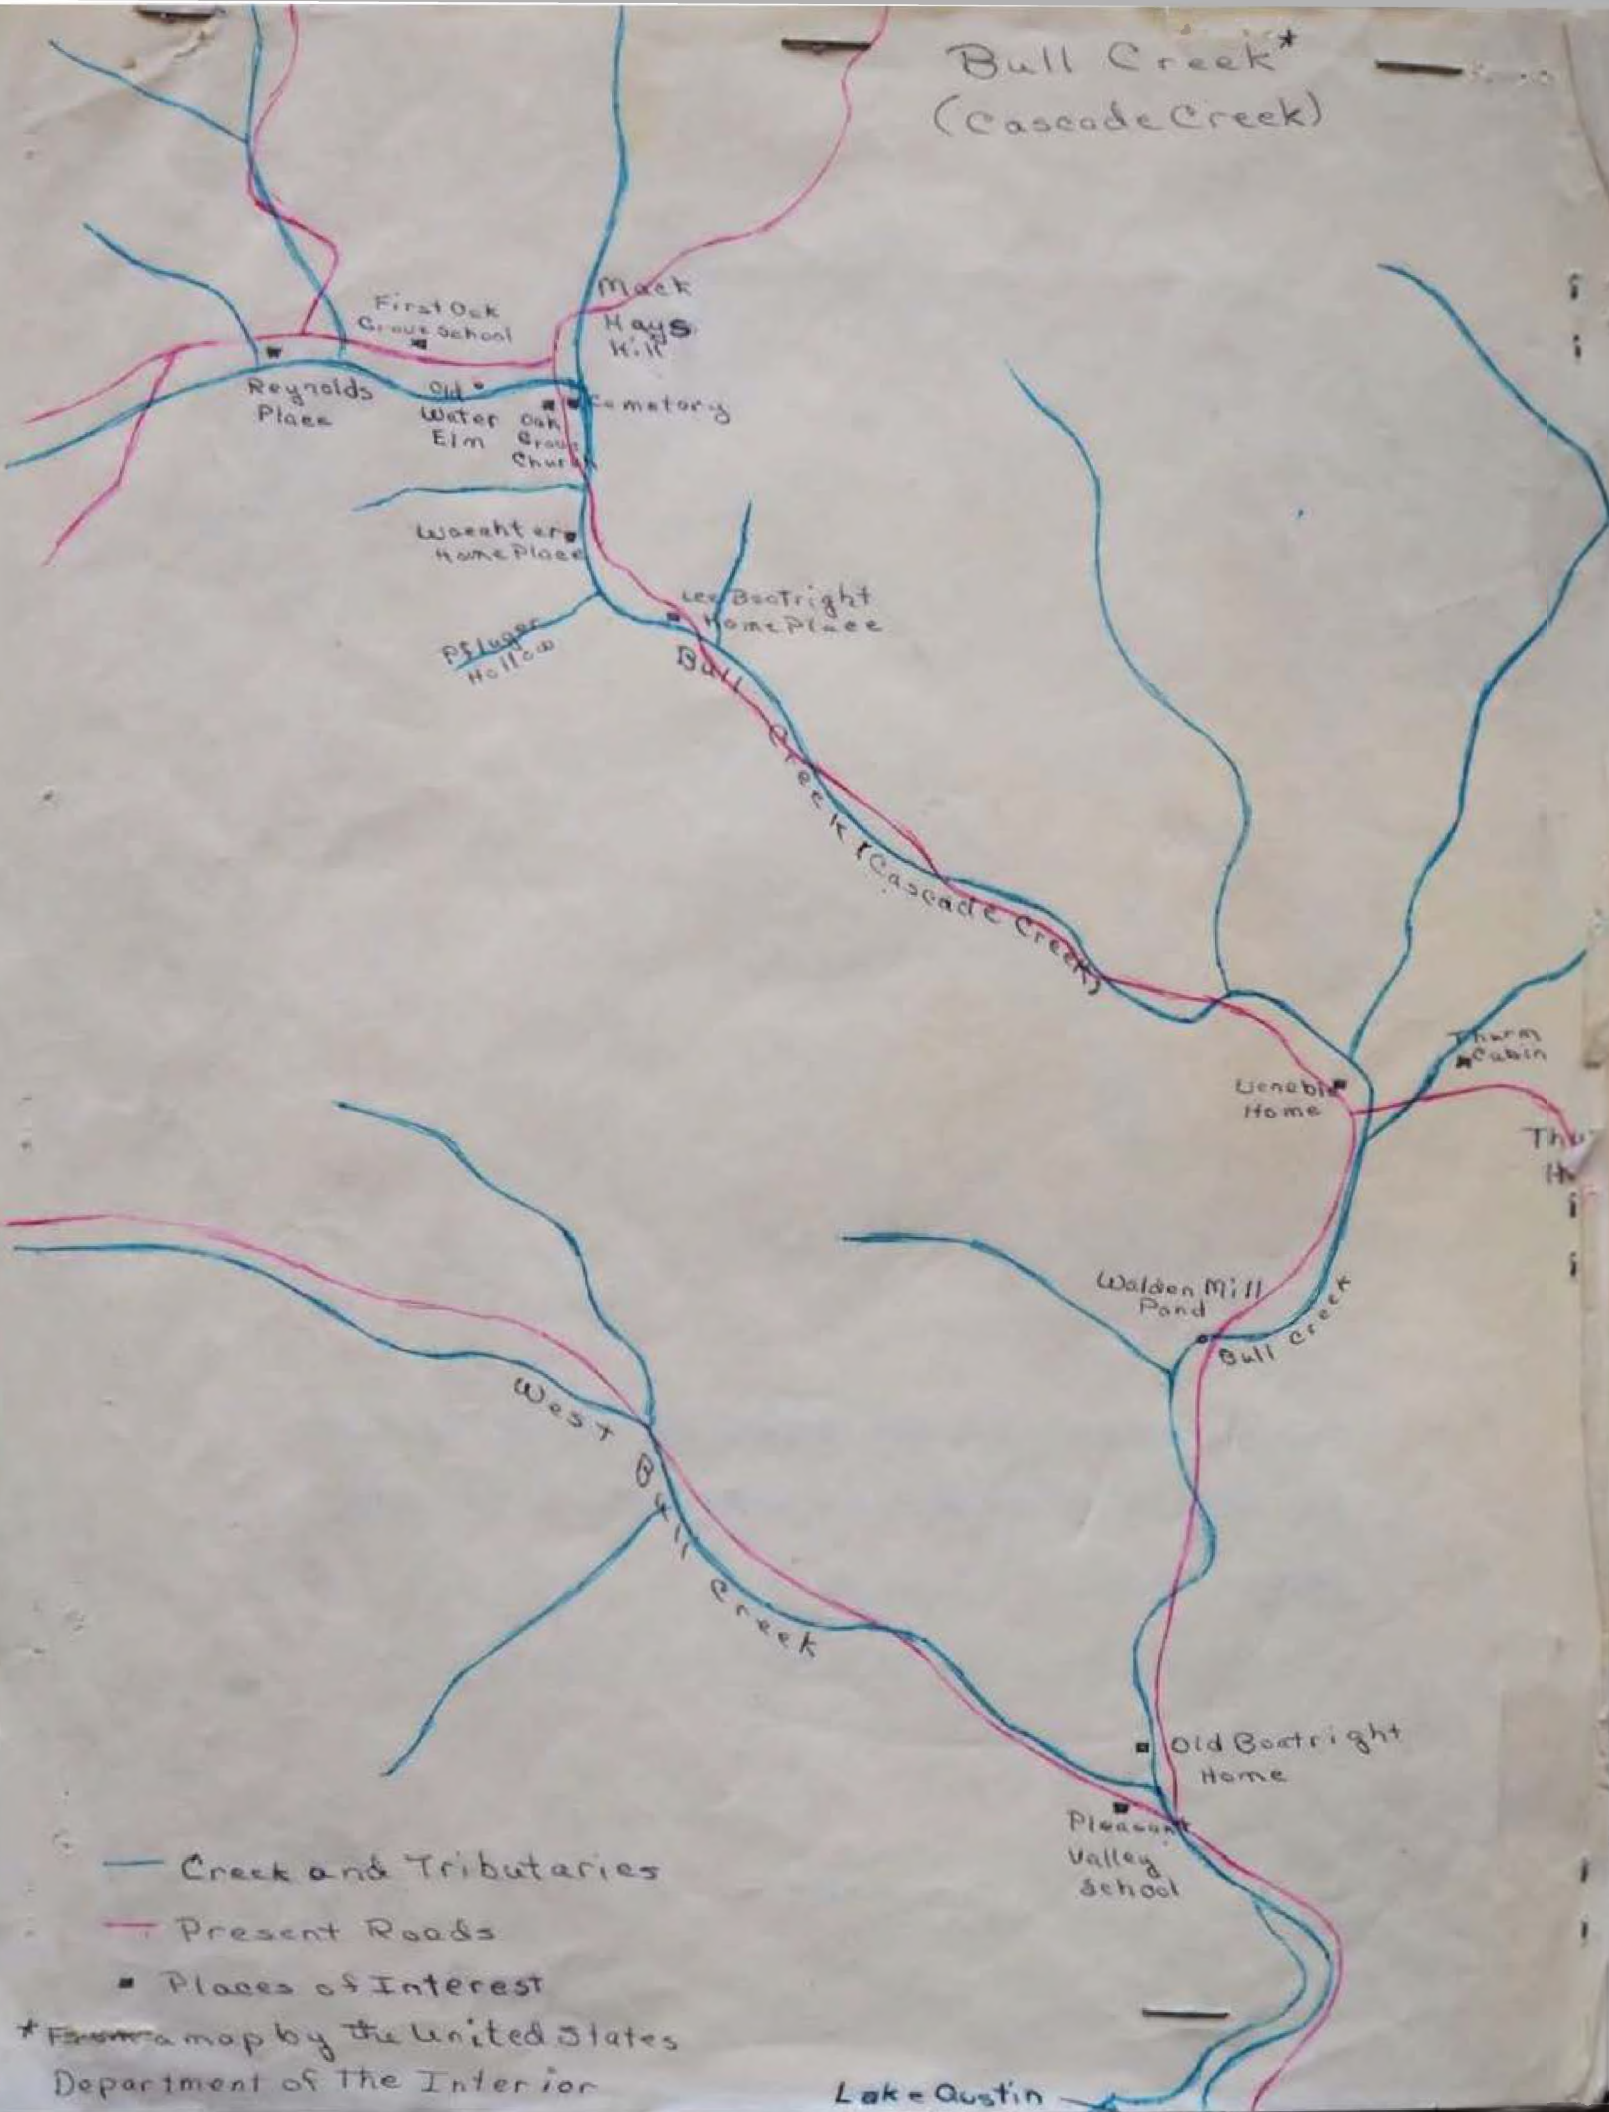 Bull Creek*
(Cascade Creek)
Mack
Hays
First Oak
Grove School
Reynolds
Place
Old
Water
Elm
Oak
Grove
Church
Cemetory
Waechter
Home Place
Lee Boatright
Home Place
Pfluger
Hollow
Bull Creek (Cascade Creek)
Thurm
Cabin
Venable
Home
Walden Mill
Pond
Bull Creek
West Bull Creek
Old Boatright
Home
Pleasant
Valley
School
Creek and Tributaries
Present Roads
Places of Interest
* From a map by the United States
Department of the Interior
Lake Austin